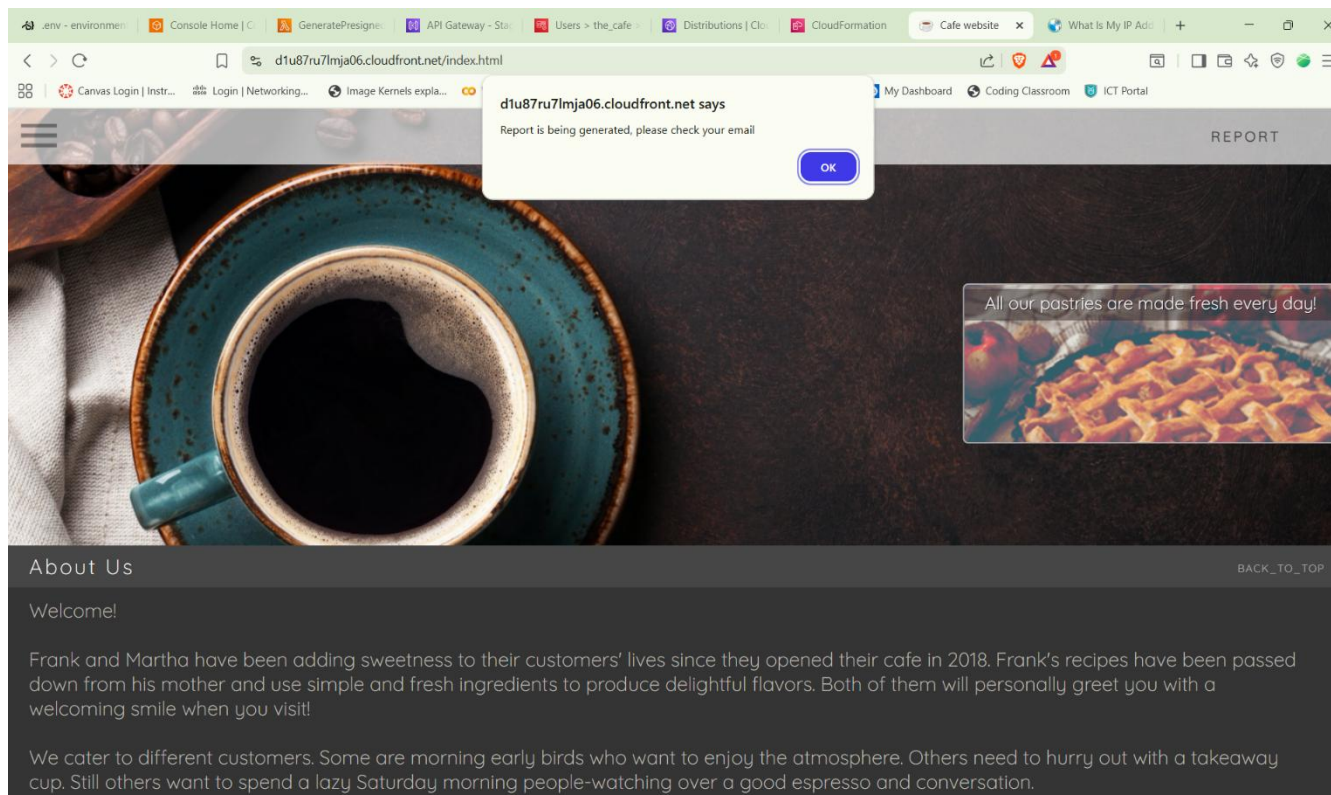 .env - environmen
Console Home | C
GeneratePresigne
API Gateway - Sta
Users > the_cafe >
Distributions | Clo
CloudFormation
Cafe website
What Is My IP Add
d1u87ru7lmja06.cloudfront.net/index.html
Canvas Login | Instr...
Login | Networking...
Image Kernels expla...
My Dashboard
Coding Classroom
ICT Portal
d1u87ru7lmja06.cloudfront.net says
Report is being generated, please check your email
OK
REPORT
All our pastries are made fresh every day!
About Us
BACK_TO_TOP
Welcome!
Frank and Martha have been adding sweetness to their customers' lives since they opened their cafe in 2018. Frank's recipes have been passed
down from his mother and use simple and fresh ingredients to produce delightful flavors. Both of them will personally greet you with a
welcoming smile when you visit!
We cater to different customers. Some are morning early birds who want to enjoy the atmosphere. Others need to hurry out with a takeaway
cup. Still others want to spend a lazy Saturday morning people-watching over a good espresso and conversation.